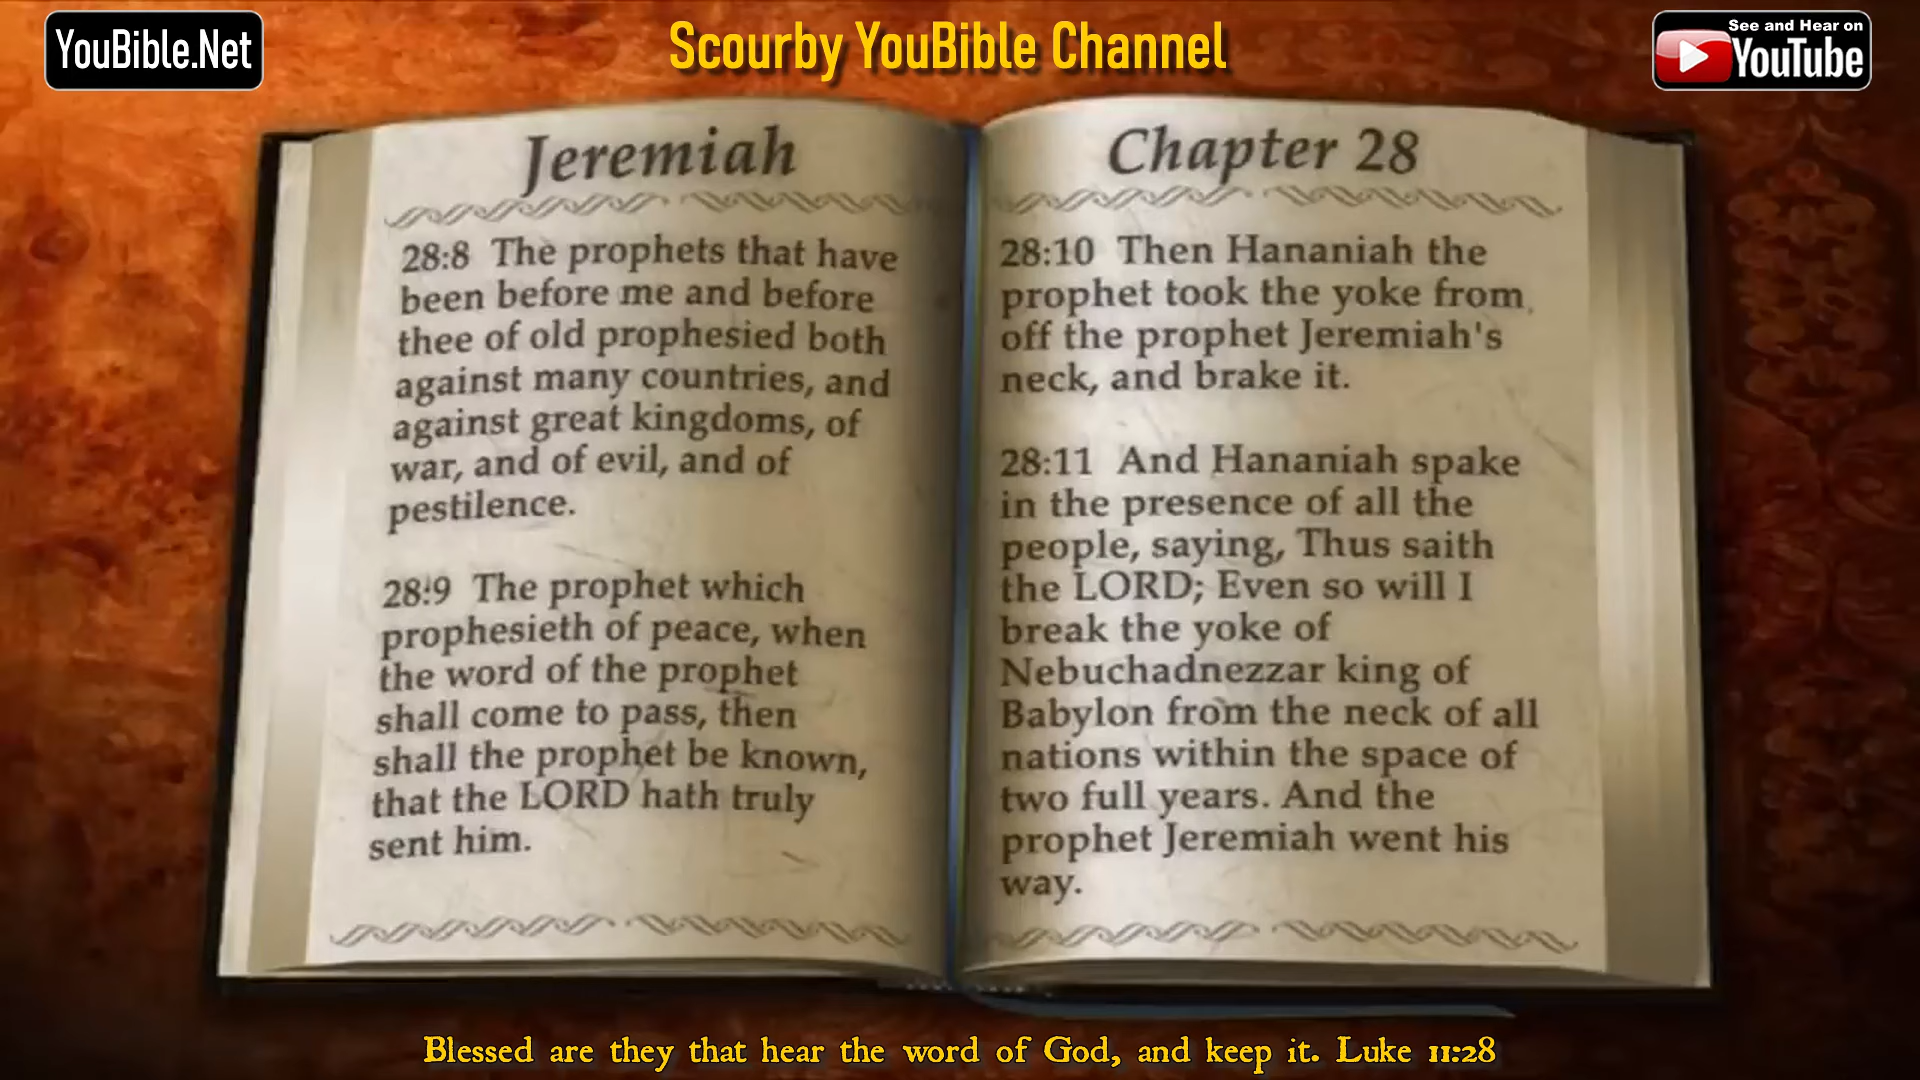 YouBible.Net
Scourby YouBible Channel
See and Hear on
YouTube
Jeremiah
28:8 The prophets that have
been before me and before
thee of old prophesied both
against many countries, and
against great kingdoms, of
war, and of evil, and of
pestilence.
28:9 The prophet which
prophesieth of peace, when
the word of the prophet
shall come to pass, then
shall the prophet be known,
that the LORD hath truly
sent him.
Chapter 28
28:10 Then Hananiah the
prophet took the yoke from
off the prophet Jeremiah's
neck, and brake it.
28:11 And Hananiah spake
in the presence of all the
people, saying, Thus saith
the LORD; Even so will I
break the yoke of
Nebuchadnezzar king of
Babylon from the neck of all
nations within the space of
two full years. And the
prophet Jeremiah went his
way.
Blessed are they that hear the word of God, and keep it. Luke 11:28